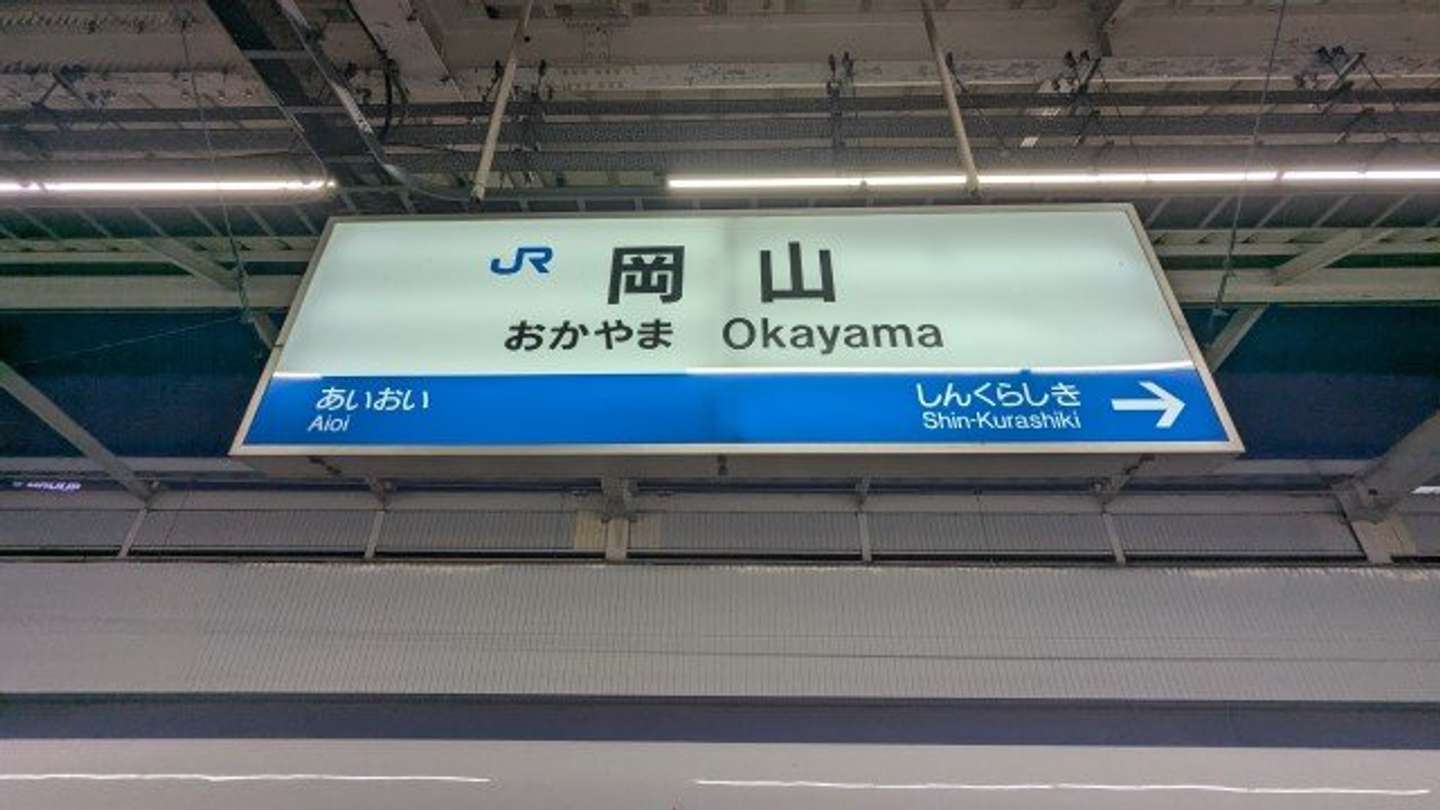 JR 岡山
おかやま Okayama
あいおい しんくらしき →
Aioi Shin-Kurashiki